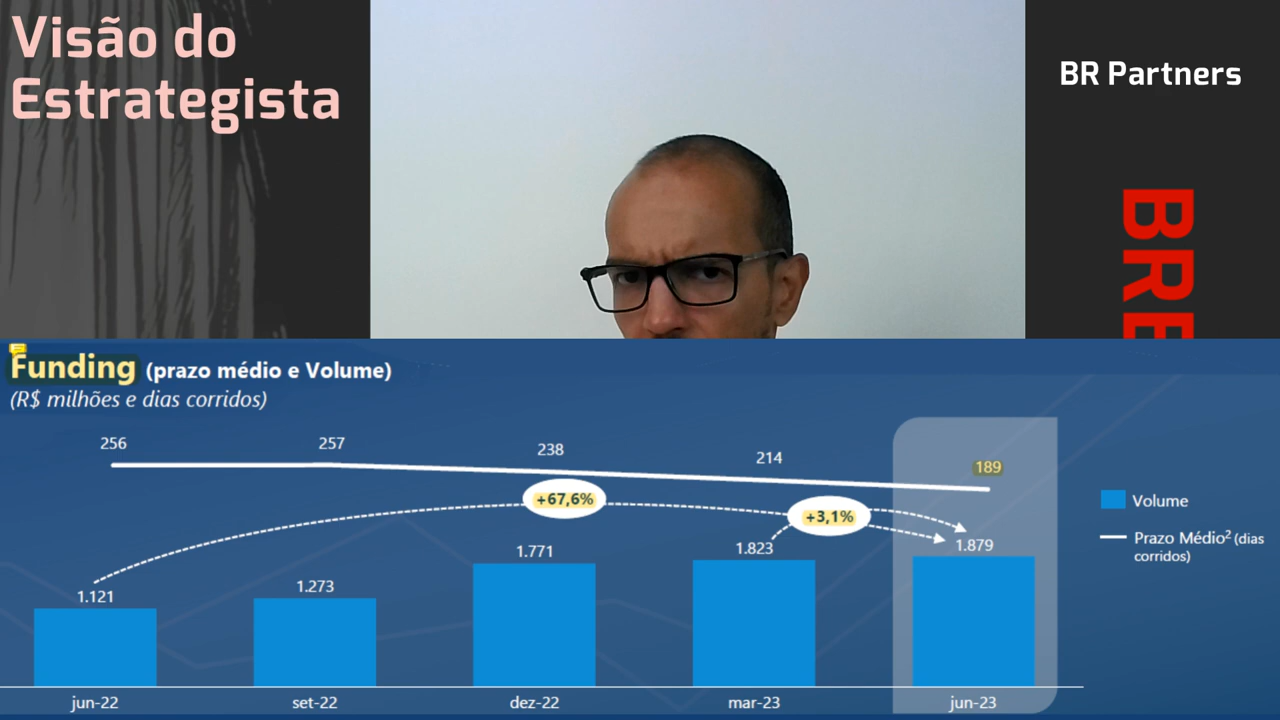 Visão do
Estrategista
BR Partners
BRE
Funding (prazo médio e Volume)
(R$ milhões e dias corridos)
256 257 238 214 189
+67,6% +3,1%
1.121 1.273 1.771 1.823 1.879
jun-22 set-22 dez-22 mar-23 jun-23
Volume
Prazo Médio² (dias
corridos)